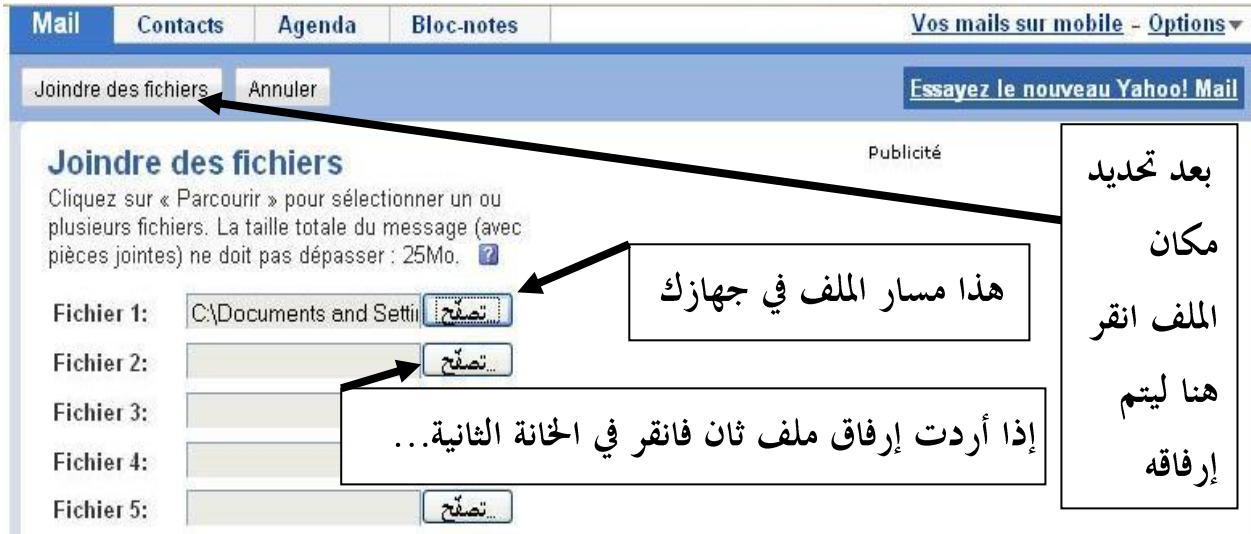 Mail Contacts Agenda Bloc-notes Vos mails sur mobile - Options
Joindre des fichiers Annuler Essayez le nouveau Yahoo! Mail
Joindre des fichiers
Publicité
Cliquez sur « Parcourir » pour sélectionner un ou
plusieurs fichiers. La taille totale du message (avec
pièces jointes) ne doit pas dépasser : 25Mo. ?
بعد تحديد
مكان
الملف انقر
هنا ليتم
إرفاقه
هذا مسار الملف في جهازك
Fichier 1: C:\Documents and Settin تصفّح...
Fichier 2: تصفّح...
إذا أردت إرفاق ملف ثان فانقر في الخانة الثانية...
Fichier 3:
Fichier 4:
Fichier 5: تصفّح...